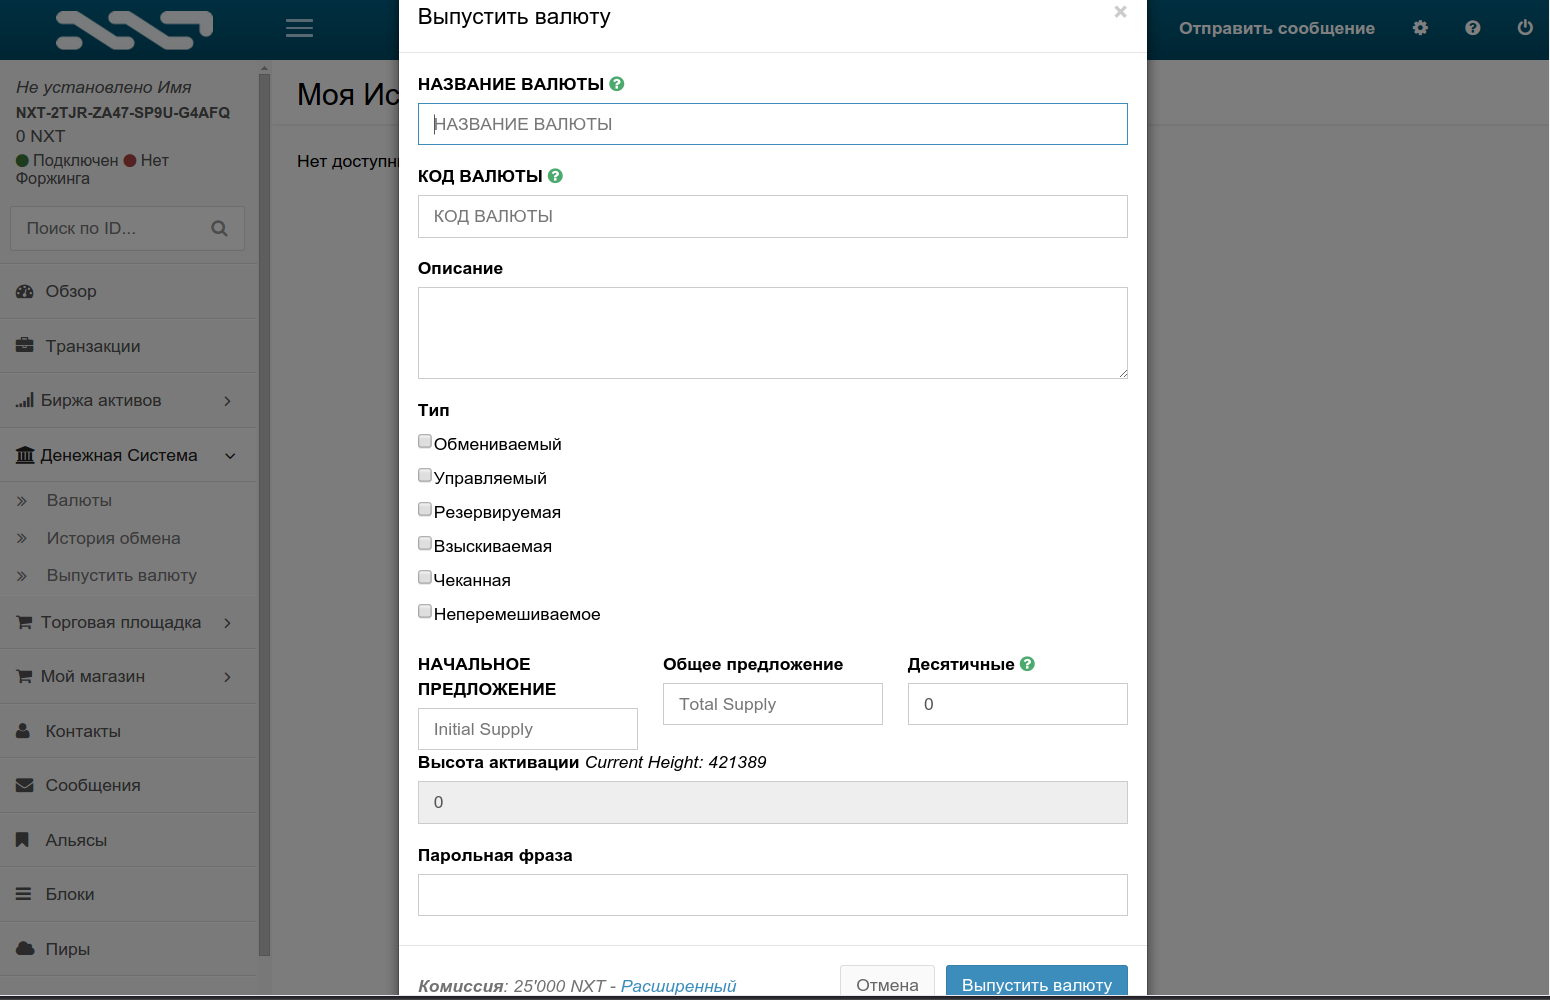 Отправить сообщение
Не установлено Имя
NXT-2TJR-ZA47-SP9U-G4AFQ
0 NXT
Подключен Нет
Форжинга
Поиск по ID...
Обзор
Транзакции
Биржа активов
Денежная Система
Валюты
История обмена
Выпустить валюту
Торговая площадка
Мой магазин
Контакты
Сообщения
Альясы
Блоки
Пиры
Моя Ис
Нет доступн
Выпустить валюту ×
НАЗВАНИЕ ВАЛЮТЫ
НАЗВАНИЕ ВАЛЮТЫ
КОД ВАЛЮТЫ
КОД ВАЛЮТЫ
Описание
Тип
Обмениваемый
Управляемый
Резервируемая
Взыскиваемая
Чеканная
Неперемешиваемое
НАЧАЛЬНОЕ
ПРЕДЛОЖЕНИЕ
Initial Supply
Общее предложение
Total Supply
Десятичные
0
Высота активации Current Height: 421389
0
Парольная фраза
Комиссия: 25'000 NXT - Расширенный
Отмена
Выпустить валюту